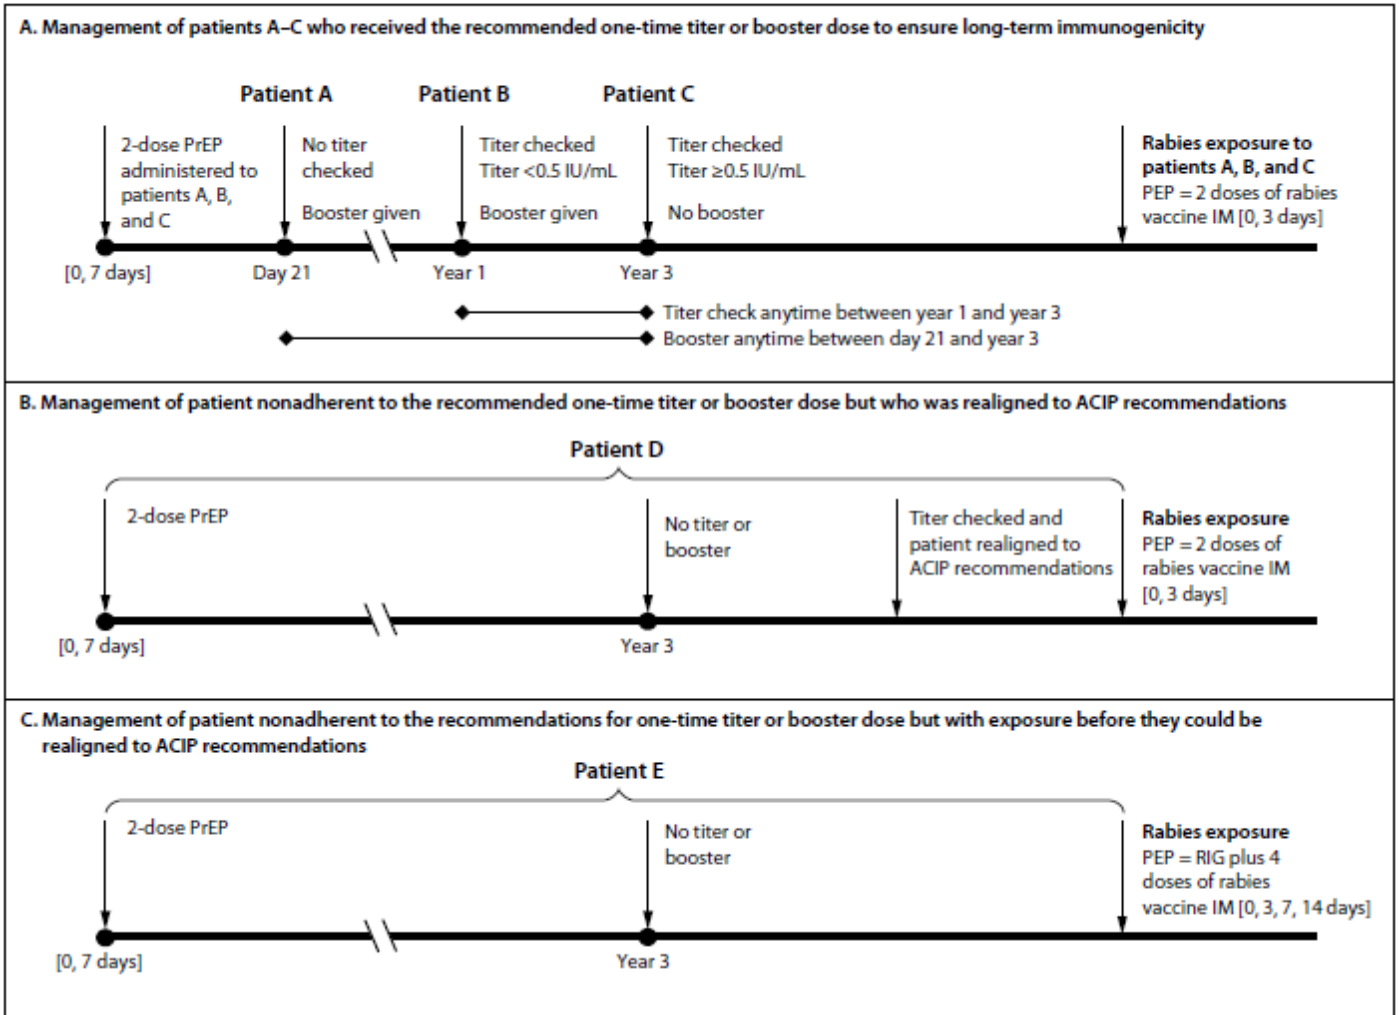 A. Management of patients A–C who received the recommended one-time titer or booster dose to ensure long-term immunogenicity
Patient A
Patient B
Patient C
2-dose PrEP
administered to
patients A, B,
and C
No titer
checked
Booster given
Titer checked
Titer <0.5 IU/mL
Booster given
Titer checked
Titer ≥0.5 IU/mL
No booster
Rabies exposure to
patients A, B, and C
PEP = 2 doses of rabies
vaccine IM [0, 3 days]
[0, 7 days]
Day 21
Year 1
Year 3
Titer check anytime between year 1 and year 3
Booster anytime between day 21 and year 3
B. Management of patient nonadherent to the recommended one-time titer or booster dose but who was realigned to ACIP recommendations
Patient D
2-dose PrEP
No titer or
booster
Titer checked and
patient realigned to
ACIP recommendations
Rabies exposure
PEP = 2 doses of
rabies vaccine IM
[0, 3 days]
[0, 7 days]
Year 3
C. Management of patient nonadherent to the recommendations for one-time titer or booster dose but with exposure before they could be
realigned to ACIP recommendations
Patient E
2-dose PrEP
No titer or
booster
Rabies exposure
PEP = RIG plus 4
doses of rabies
vaccine IM [0, 3, 7, 14 days]
[0, 7 days]
Year 3